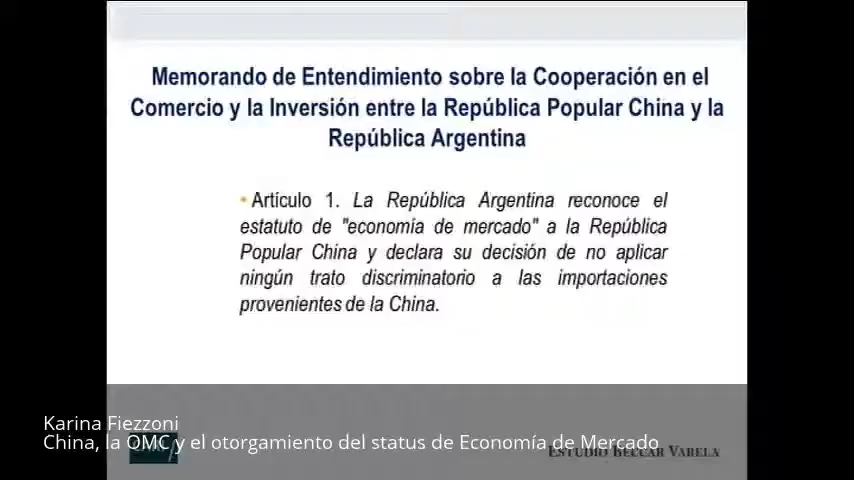 Memorando de Entendimiento sobre la Cooperación en el
Comercio y la Inversión entre la República Popular China y la
República Argentina
• Artículo 1. La República Argentina reconoce el
estatuto de "economía de mercado" a la República
Popular China y declara su decisión de no aplicar
ningún trato discriminatorio a las importaciones
provenientes de la China.
Karina Fiezzoni
China, la OMC y el otorgamiento del status de Economía de Mercado
ESTUDIO BECCAR VARELA